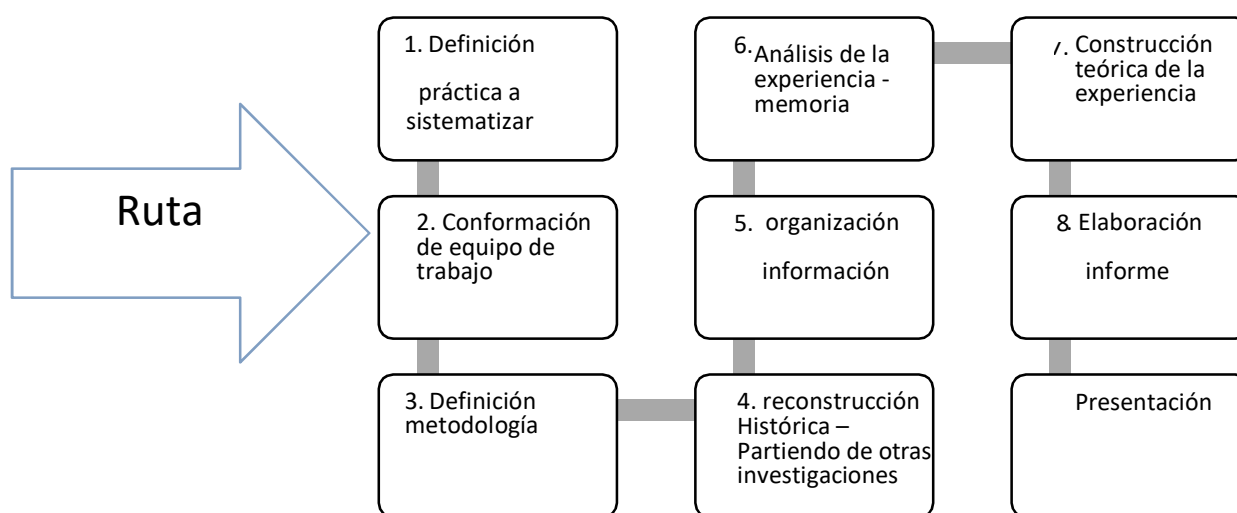 Ruta
1. Definición
práctica a
sistematizar
2. Conformación
de equipo de
trabajo
3. Definición
metodología
4. reconstrucción
Histórica –
Partiendo de otras
investigaciones
5. organización
información
6. Análisis de la
experiencia -
memoria
7. Construcción
teórica de la
experiencia
8. Elaboración
informe
Presentación